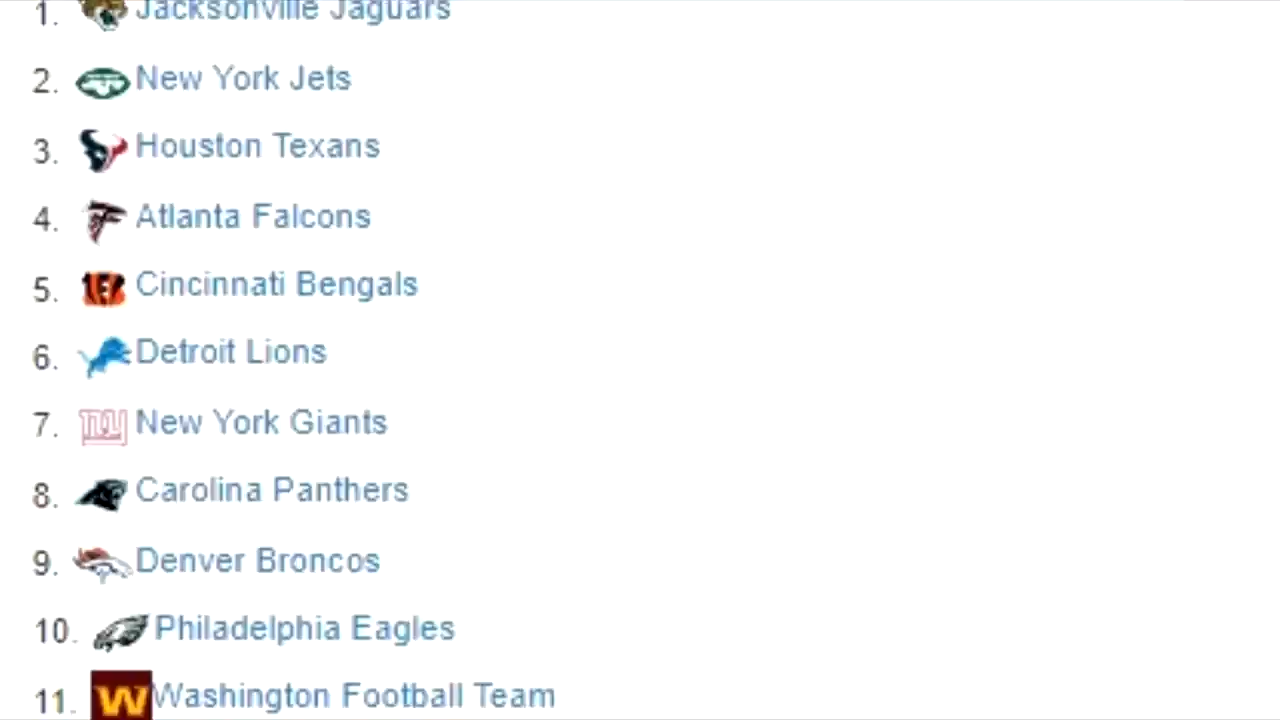 1. Jacksonville Jaguars
2. New York Jets
3. Houston Texans
4. Atlanta Falcons
5. Cincinnati Bengals
6. Detroit Lions
7. New York Giants
8. Carolina Panthers
9. Denver Broncos
10. Philadelphia Eagles
11. W Washington Football Team